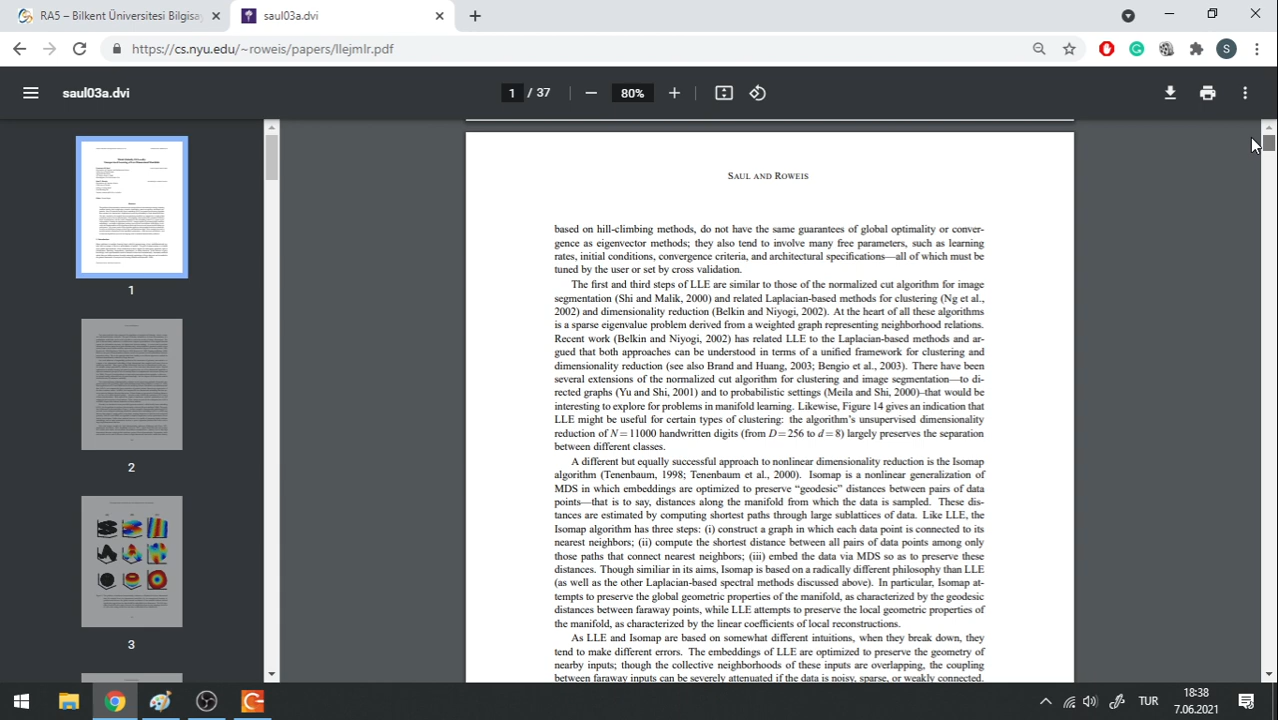 RA5 – Bilkent Üniversitesi Bilgisay
saul03a.dvi
https://cs.nyu.edu/~roweis/papers/llejmlr.pdf
S
saul03a.dvi
1 / 37
80%
SAUL AND ROWEIS
based on hill-climbing methods, do not have the same guarantees of global optimality or conver-
gence as eigenvector methods; they also tend to involve many free parameters, such as learning
rates, initial conditions, convergence criteria, and architectural specifications—all of which must be
tuned by the user or set by cross validation.
The first and third steps of LLE are similar to those of the normalized cut algorithm for image
segmentation (Shi and Malik, 2000) and related Laplacian-based methods for clustering (Ng et al.,
2002) and dimensionality reduction (Belkin and Niyogi, 2002). At the heart of all these algorithms
is a sparse eigenvalue problem derived from a weighted graph representing neighborhood relations.
Recent work (Belkin and Niyogi, 2002) has related LLE to the Laplacian-based methods and ar-
gued that both approaches can be understood in terms of a unified framework for clustering and
dimensionality reduction (see also Brand and Huang, 2003; Bengio et al., 2003). There have been
several extensions of the normalized cut algorithm for clustering and image segmentation—to di-
rected graphs (Yu and Shi, 2001) and to probabilistic settings (Meila and Shi, 2000)–that would be
interesting to explore for problems in manifold learning. Likewise, Figure 14 gives an indication that
LLE might be useful for certain types of clustering: the algorithm's unsupervised dimensionality
reduction of N = 11000 handwritten digits (from D = 256 to d = 8) largely preserves the separation
between different classes.
A different but equally successful approach to nonlinear dimensionality reduction is the Isomap
algorithm (Tenenbaum, 1998; Tenenbaum et al., 2000). Isomap is a nonlinear generalization of
MDS in which embeddings are optimized to preserve “geodesic” distances between pairs of data
points—that is to say, distances along the manifold from which the data is sampled. These dis-
tances are estimated by computing shortest paths through large sublattices of data. Like LLE, the
Isomap algorithm has three steps: (i) construct a graph in which each data point is connected to its
nearest neighbors; (ii) compute the shortest distance between all pairs of data points among only
those paths that connect nearest neighbors; (iii) embed the data via MDS so as to preserve these
distances. Though similiar in its aims, Isomap is based on a radically different philosophy than LLE
(as well as the other Laplacian-based spectral methods discussed above). In particular, Isomap at-
tempts to preserve the global geometric properties of the manifold, as characterized by the geodesic
distances between faraway points, while LLE attempts to preserve the local geometric properties of
the manifold, as characterized by the linear coefficients of local reconstructions.
As LLE and Isomap are based on somewhat different intuitions, when they break down, they
tend to make different errors. The embeddings of LLE are optimized to preserve the geometry of
nearby inputs; though the collective neighborhoods of these inputs are overlapping, the coupling
between faraway inputs can be severely attenuated if the data is noisy, sparse, or weakly connected.
1
2
3
TUR
18:38
7.06.2021